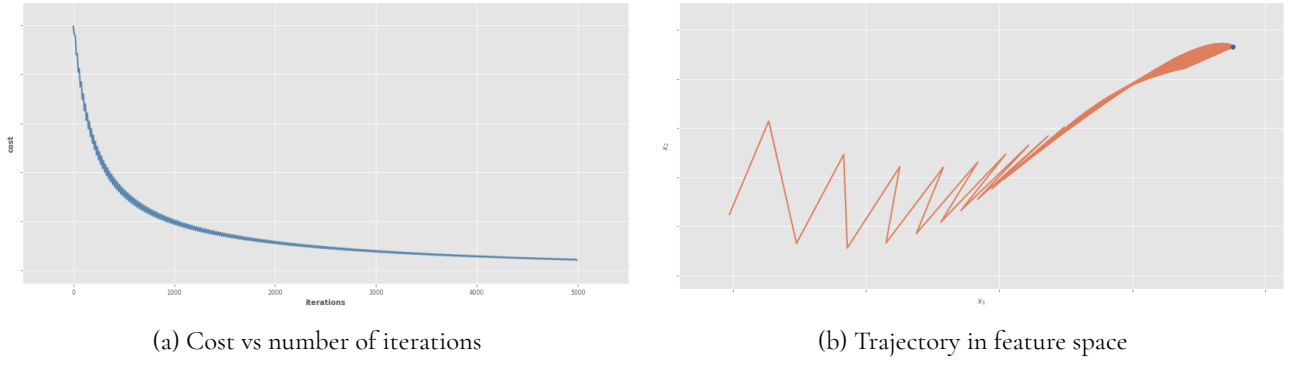 cost
0 1000 2000 3000 4000 5000
iterations
x₂
x₁
(a) Cost vs number of iterations
(b) Trajectory in feature space